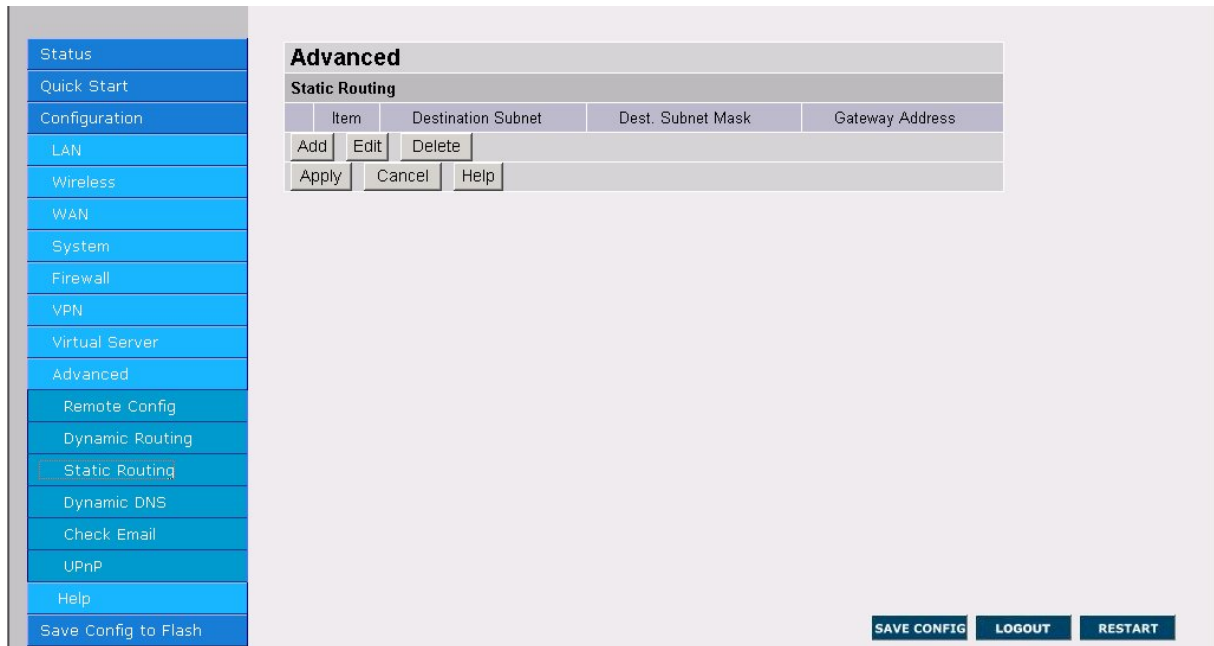 Status
Quick Start
Configuration
LAN
Wireless
WAN
System
Firewall
VPN
Virtual Server
Advanced
Remote Config
Dynamic Routing
Static Routing
Dynamic DNS
Check Email
UPnP
Help
Save Config to Flash
Advanced
Static Routing
Item Destination Subnet Dest. Subnet Mask Gateway Address
Add Edit Delete
Apply Cancel Help
SAVE CONFIG LOGOUT RESTART